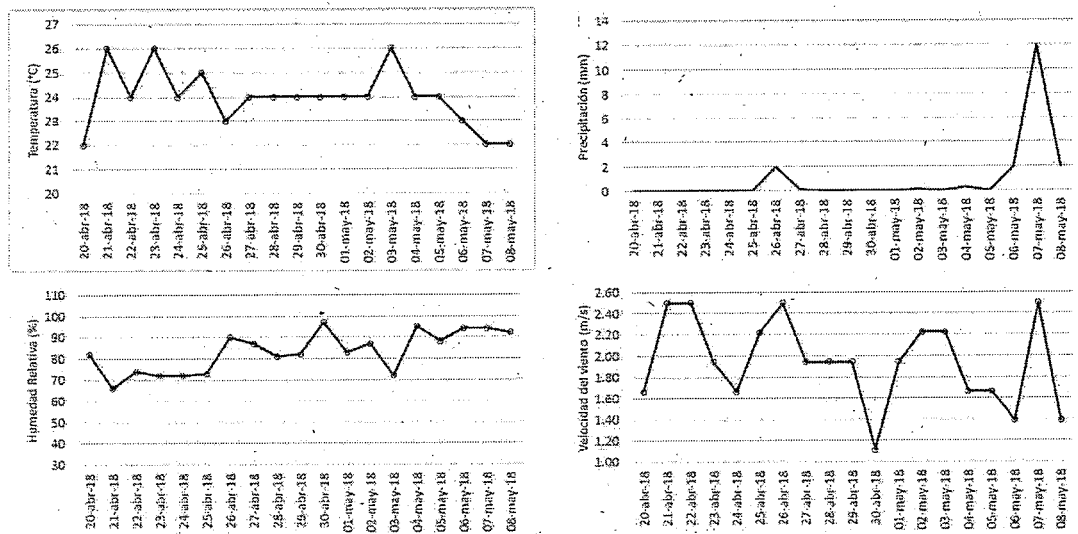 Temperatura (°C)
27
26
25
24
23
22
21
20
20-abr-18
21-abr-18
22-abr-18
23-abr-18
24-abr-18
25-abr-18
26-abr-18
27-abr-18
28-abr-18
29-abr-18
30-abr-18
01-may-18
02-may-18
03-may-18
04-may-18
05-may-18
06-may-18
07-may-18
08-may-18
Precipitación (mm)
14
12
10
8
6
4
2
0
20-abr-18
21-abr-18
22-abr-18
23-abr-18
24-abr-18
25-abr-18
26-abr-18
27-abr-18
28-abr-18
29-abr-18
30-abr-18
01-may-18
02-may-18
03-may-18
04-may-18
05-may-18
06-may-18
07-may-18
08-may-18
Humedad Relativa (%)
110
100
90
80
70
60
50
40
30
20-abr-18
21-abr-18
22-abr-18
23-abr-18
24-abr-18
25-abr-18
26-abr-18
27-abr-18
28-abr-18
29-abr-18
30-abr-18
01-may-18
02-may-18
03-may-18
04-may-18
05-may-18
06-may-18
07-may-18
08-may-18
Velocidad del viento (m/s)
2.60
2.40
2.20
2.00
1.80
1.60
1.40
1.20
1.00
20-abr-18
21-abr-18
22-abr-18
23-abr-18
24-abr-18
25-abr-18
26-abr-18
27-abr-18
28-abr-18
29-abr-18
30-abr-18
01-may-18
02-may-18
03-may-18
04-may-18
05-may-18
06-may-18
07-may-18
08-may-18